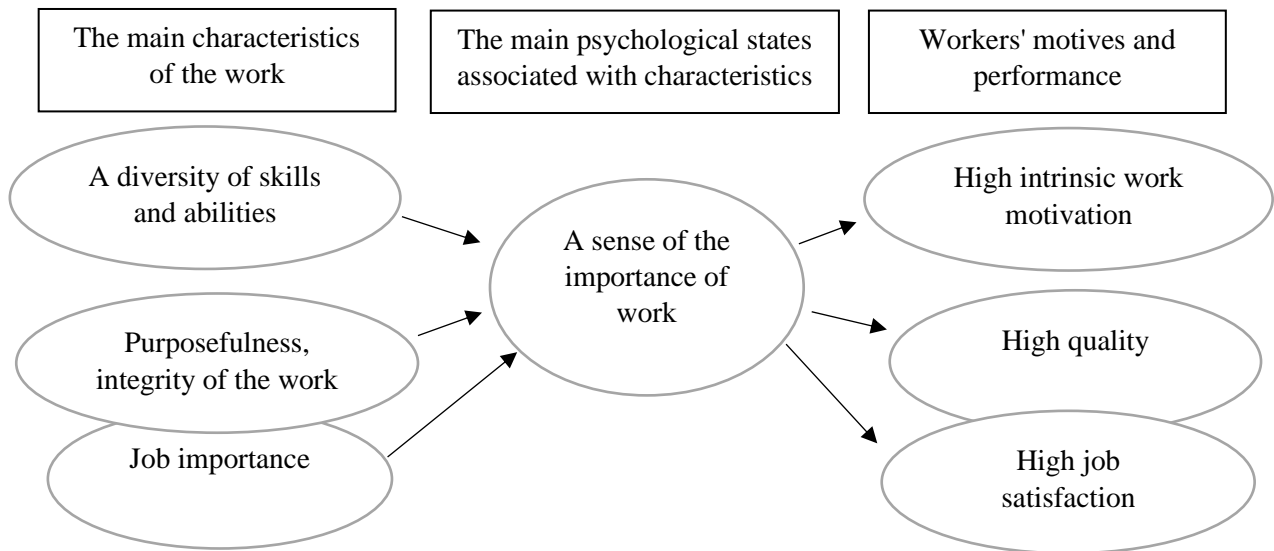 The main characteristics
of the work
The main psychological states
associated with characteristics
Workers' motives and
performance
A diversity of skills
and abilities
Purposefulness,
integrity of the work
Job importance
A sense of the
importance of
work
High intrinsic work
motivation
High quality
High job
satisfaction